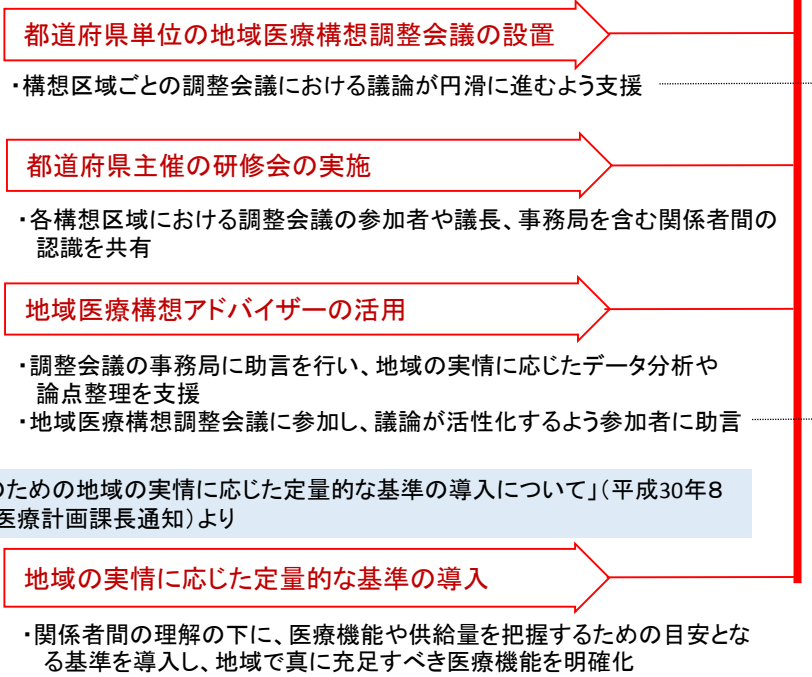 都道府県単位の地域医療構想調整会議の設置
・構想区域ごとの調整会議における議論が円滑に進むよう支援
都道府県主催の研修会の実施
・各構想区域における調整会議の参加者や議長、事務局を含む関係者間の
認識を共有
地域医療構想アドバイザーの活用
・調整会議の事務局に助言を行い、地域の実情に応じたデータ分析や
論点整理を支援
・地域医療構想調整会議に参加し、議論が活性化するよう参加者に助言
のための地域の実情に応じた定量的な基準の導入について」（平成30年８
医療計画課長通知）より
地域の実情に応じた定量的な基準の導入
・関係者間の理解の下に、医療機能や供給量を把握するための目安とな
る基準を導入し、地域で真に充足すべき医療機能を明確化